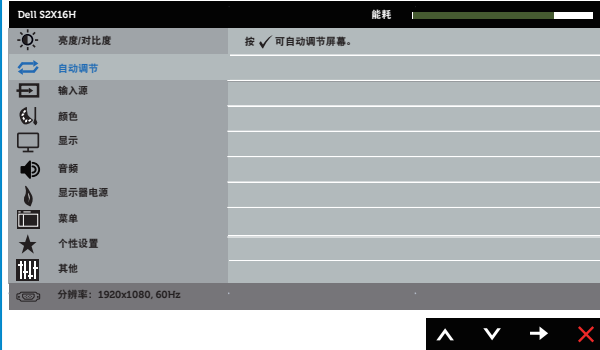 Dell S2X16H 能耗
亮度/对比度 按 ✓ 可自动调节屏幕。
自动调节
输入源
颜色
显示
音频
显示器电源
菜单
个性设置
其他
分辨率： 1920x1080, 60Hz